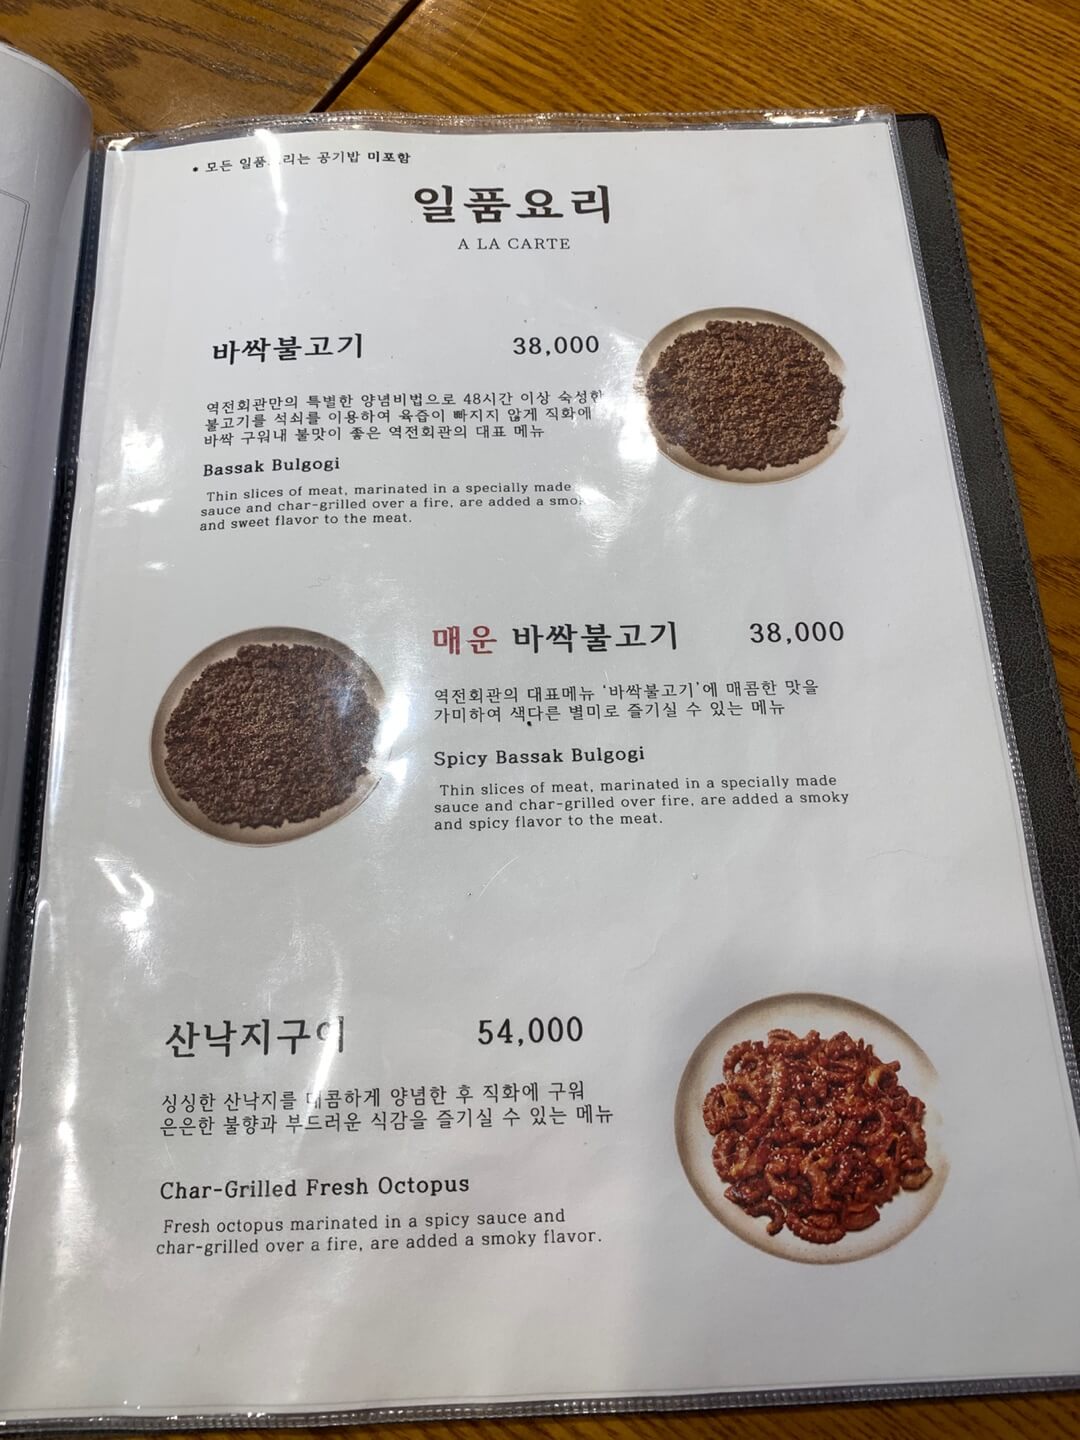 * 모든 일품요리는 공기밥 미포함
일품요리
A LA CARTE
바싹불고기 38,000
역전회관만의 특별한 양념비법으로 48시간 이상 숙성한
불고기를 석쇠를 이용하여 육즙이 빠지지 않게 직화에
바싹 구워내 불맛이 좋은 역전회관의 대표 메뉴
Bassak Bulgogi
Thin slices of meat, marinated in a specially made
sauce and char-grilled over a fire, are added a smoky
and sweet flavor to the meat.
매운 바싹불고기 38,000
역전회관의 대표메뉴 '바싹불고기'에 매콤한 맛을
가미하여 색다른 별미로 즐기실 수 있는 메뉴
Spicy Bassak Bulgogi
Thin slices of meat, marinated in a specially made
sauce and char-grilled over fire, are added a smoky
and spicy flavor to the meat.
산낙지구이 54,000
싱싱한 산낙지를 매콤하게 양념한 후 직화에 구워
은은한 불향과 부드러운 식감을 즐기실 수 있는 메뉴
Char-Grilled Fresh Octopus
Fresh octopus marinated in a spicy sauce and
char-grilled over a fire, are added a smoky flavor.